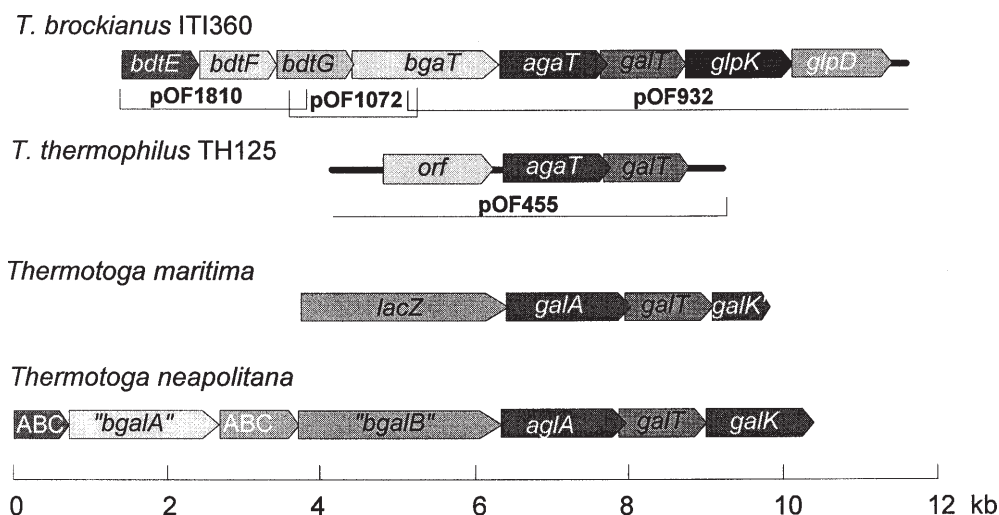 T. brockianus ITI360
bdtE bdtF bdtG bgaT agaT galT glpK glpD
pOF1810 pOF1072 pOF932
T. thermophilus TH125
orf agaT galT
pOF455
Thermotoga maritima
lacZ galA galT galK'
Thermotoga neapolitana
ABC "bgalA" ABC "bgalB" aglA galT galK
0 2 4 6 8 10 12 kb